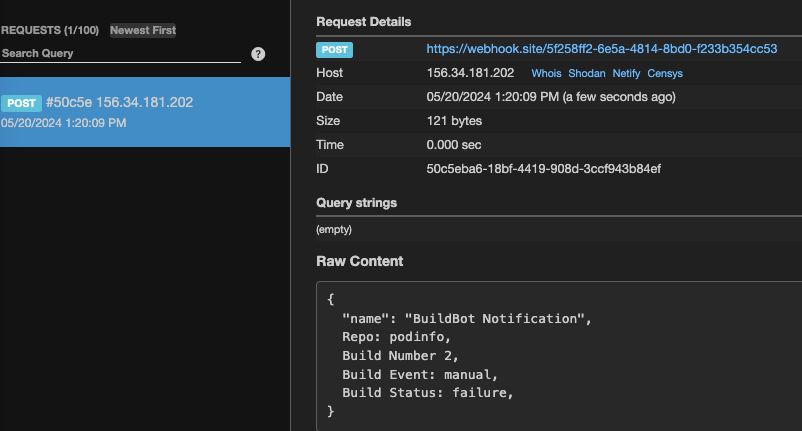 REQUESTS (1/100) Newest First
Search Query ?
POST #50c5e 156.34.181.202
05/20/2024 1:20:09 PM
Request Details
POST https://webhook.site/5f258ff2-6e5a-4814-8bd0-f233b354cc53
Host 156.34.181.202 Whois Shodan Netify Censys
Date 05/20/2024 1:20:09 PM (a few seconds ago)
Size 121 bytes
Time 0.000 sec
ID 50c5eba6-18bf-4419-908d-3ccf943b84ef
Query strings
(empty)
Raw Content
{
  "name": "BuildBot Notification",
  Repo: podinfo,
  Build Number 2,
  Build Event: manual,
  Build Status: failure,
}